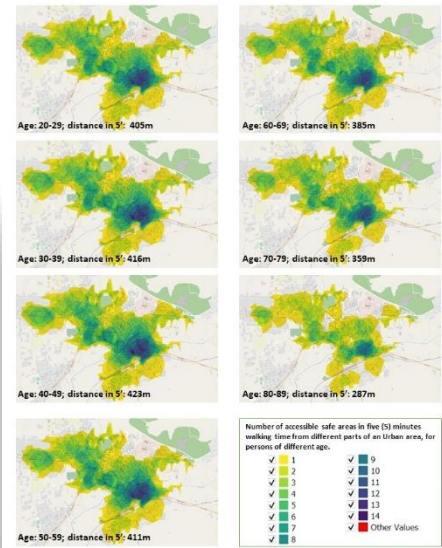 Age: 20-29; distance in 5': 405m
Age: 60-69; distance in 5': 385m
Age: 30-39; distance in 5': 416m
Age: 70-79; distance in 5': 359m
Age: 40-49; distance in 5': 423m
Age: 80-89; distance in 5': 287m
Age: 50-59; distance in 5': 411m
Number of accessible safe areas in five (5) minutes
walking time from different parts of an Urban area, for
persons of different age.
✓ 1
✓ 2
✓ 3
✓ 4
✓ 5
✓ 6
✓ 7
✓ 8
✓ 9
✓ 10
✓ 11
✓ 12
✓ 13
✓ 14
✓ Other Values